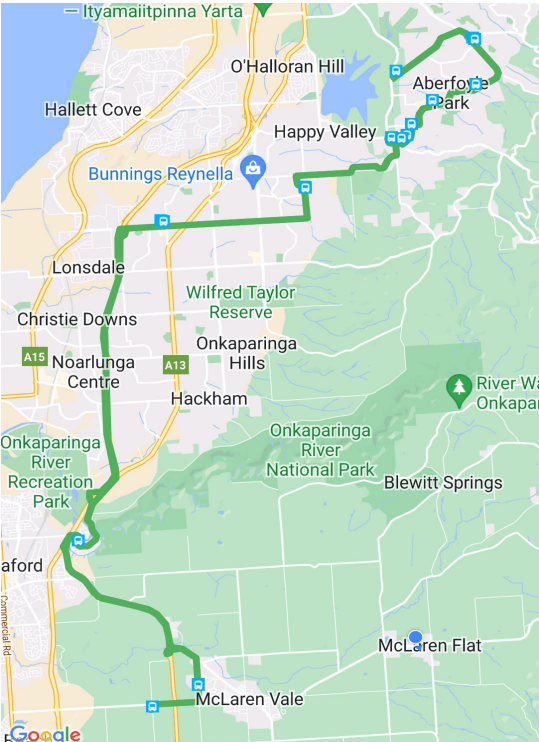 — Ityamaiitpinna Yarta
O'Halloran Hill
Aberfoyle
Park
Hallett Cove
Happy Valley
Bunnings Reynella
Lonsdale
Wilfred Taylor
Reserve
Christie Downs
Onkaparinga
Hills
A15
A13
Noarlunga
Centre
River Wa
Onkapar
Hackham
Onkaparinga
River
National Park
Onkaparinga
River
Recreation
Park
Blewitt Springs
aford
Commercial Rd
McLaren Flat
McLaren Vale
Google